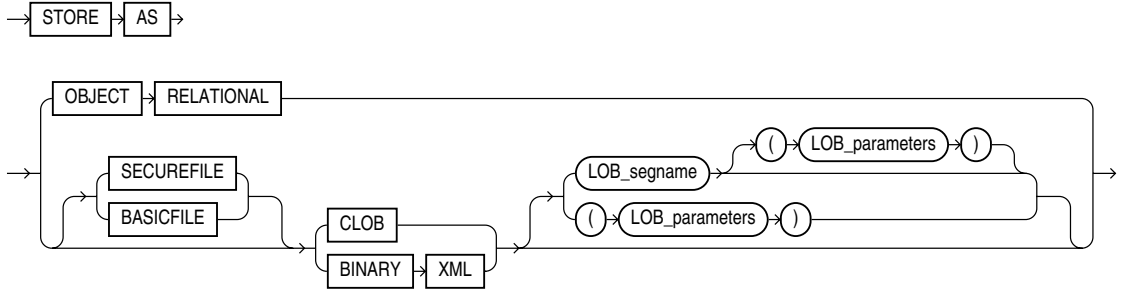 STORE AS
OBJECT RELATIONAL
( LOB_parameters )
SECUREFILE
LOB_segname
BASICFILE
( LOB_parameters )
CLOB
BINARY XML